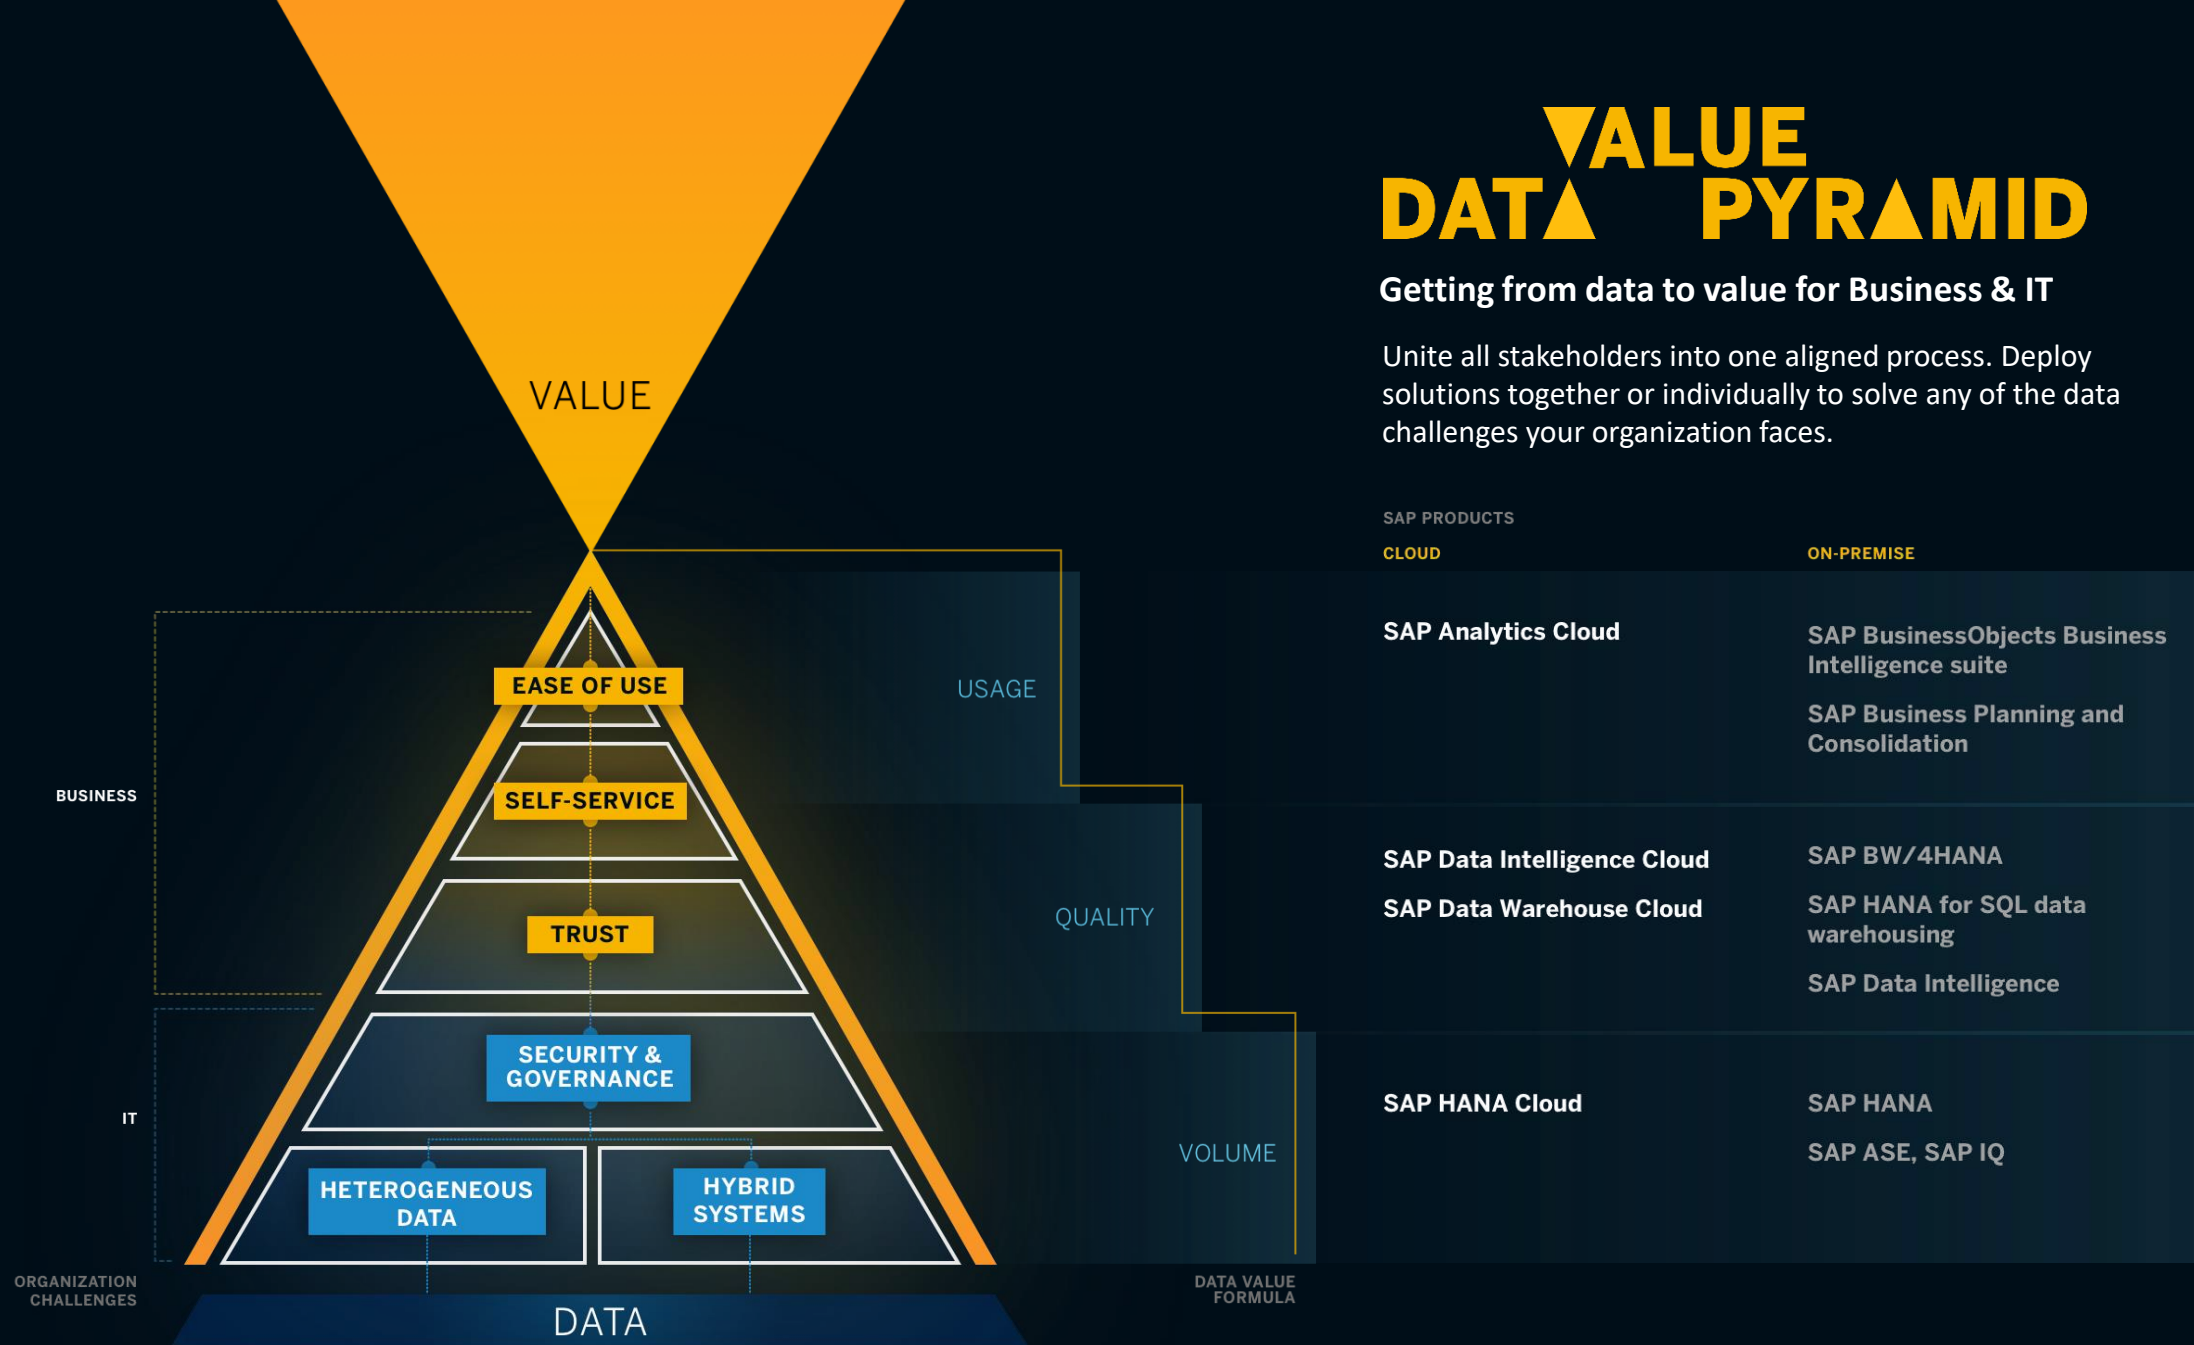 VALUE
DATA PYRAMID
Getting from data to value for Business & IT
Unite all stakeholders into one aligned process. Deploy
solutions together or individually to solve any of the data
challenges your organization faces.
VALUE
EASE OF USE
SELF-SERVICE
TRUST
SECURITY &
GOVERNANCE
HETEROGENEOUS
DATA
HYBRID
SYSTEMS
DATA
BUSINESS
IT
ORGANIZATION
CHALLENGES
USAGE
QUALITY
VOLUME
DATA VALUE
FORMULA
SAP PRODUCTS
CLOUD
ON-PREMISE
SAP Analytics Cloud
SAP BusinessObjects Business
Intelligence suite
SAP Business Planning and
Consolidation
SAP Data Intelligence Cloud
SAP Data Warehouse Cloud
SAP BW/4HANA
SAP HANA for SQL data
warehousing
SAP Data Intelligence
SAP HANA Cloud
SAP HANA
SAP ASE, SAP IQ